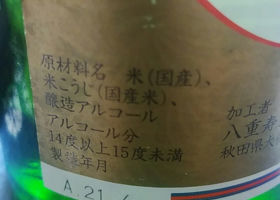 原材料名 米(国産)、
米こうじ(国産米)、
醸造アルコール
アルコール分
14度以上15度未満
製造年月
A.21
加工者
八重寿
秋田県大